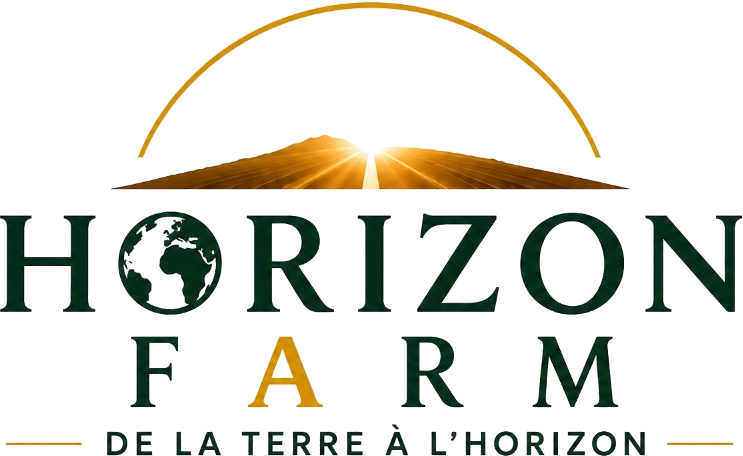 HORIZON
FARM
DE LA TERRE À L’HORIZON